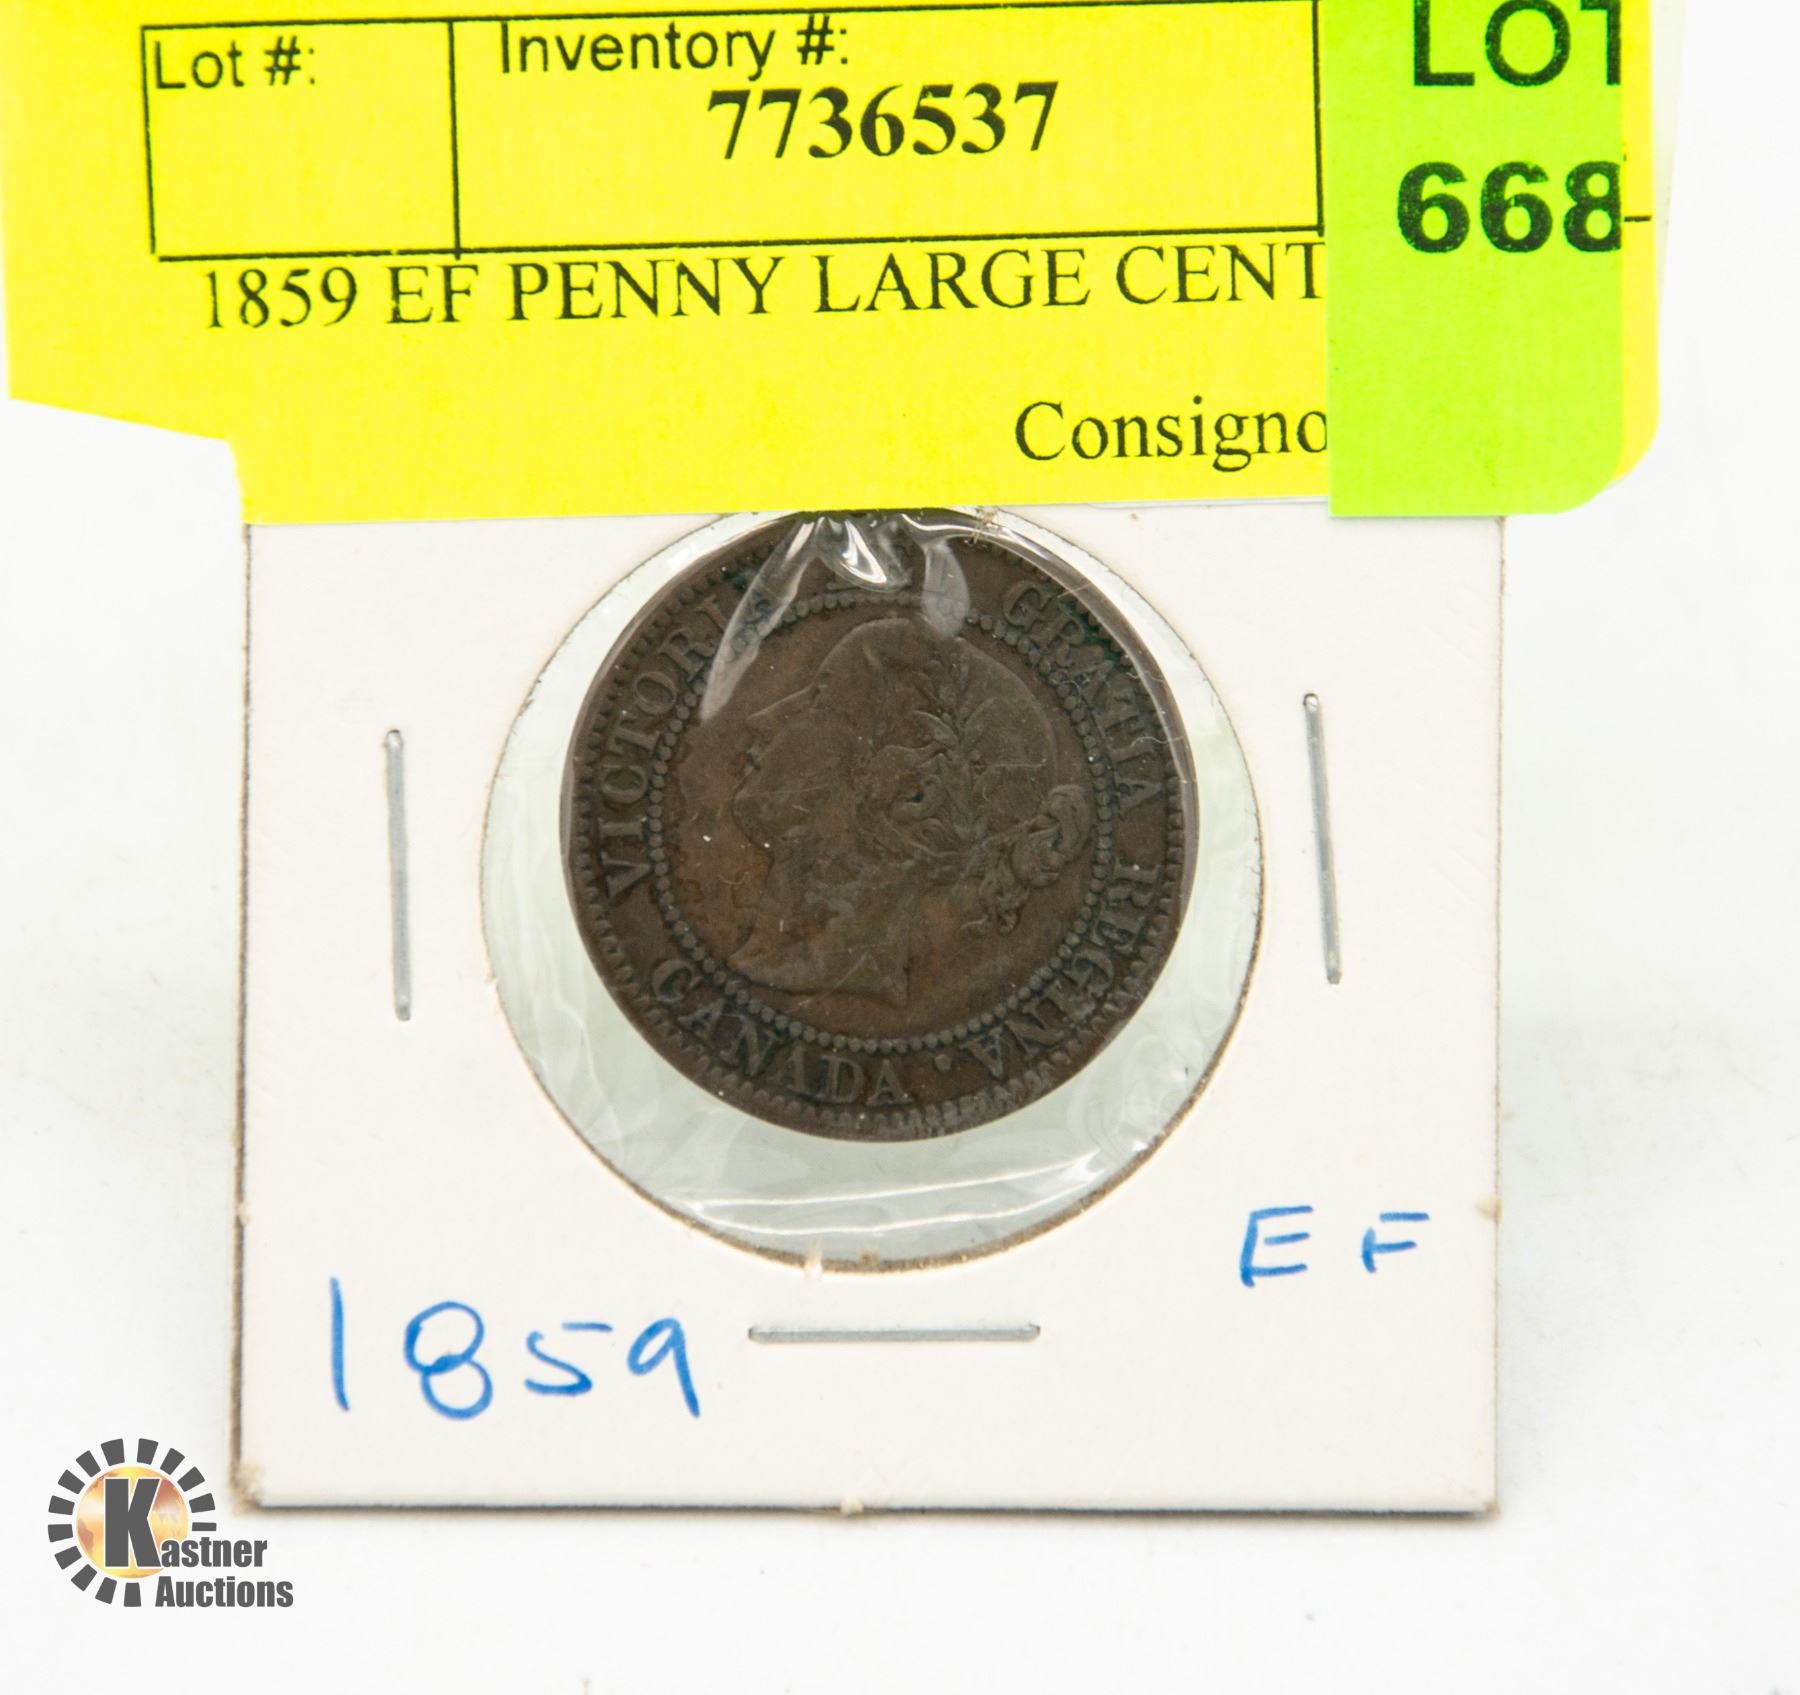 Lot #:
Inventory #:
7736537
LOT
668
1859 EF PENNY LARGE CENT
Consigno
VICTORIA DEI GRATIA REGINA
CANADA
EF
1859
Kastner
Auctions